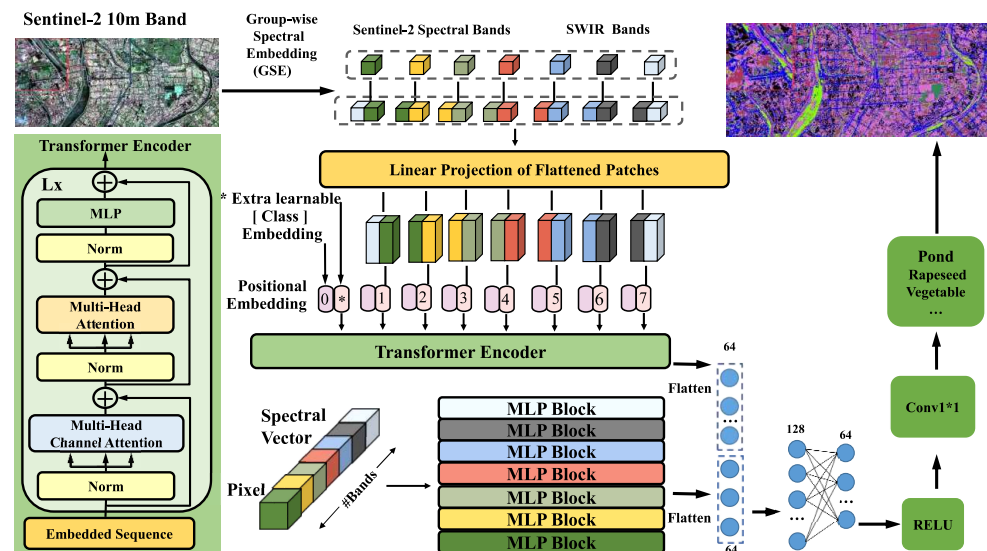 Sentinel-2 10m Band
Group-wise
Spectral
Embedding
(GSE)
Sentinel-2 Spectral Bands
SWIR Bands
Transformer Encoder
Lx
MLP
Norm
Multi-Head
Attention
Norm
Multi-Head
Channel Attention
Norm
Embedded Sequence
Linear Projection of Flattened Patches
* Extra learnable
[ Class ]
Embedding
Positional
Embedding
0 * 1 2 3 4 5 6 7
Transformer Encoder
64
Flatten
...
Spectral
Vector
Pixel
#Bands
MLP Block
MLP Block
MLP Block
MLP Block
MLP Block
MLP Block
MLP Block
...
Flatten
64
128
64
...
...
RELU
Conv1*1
Pond
Rapeseed
Vegetable
...